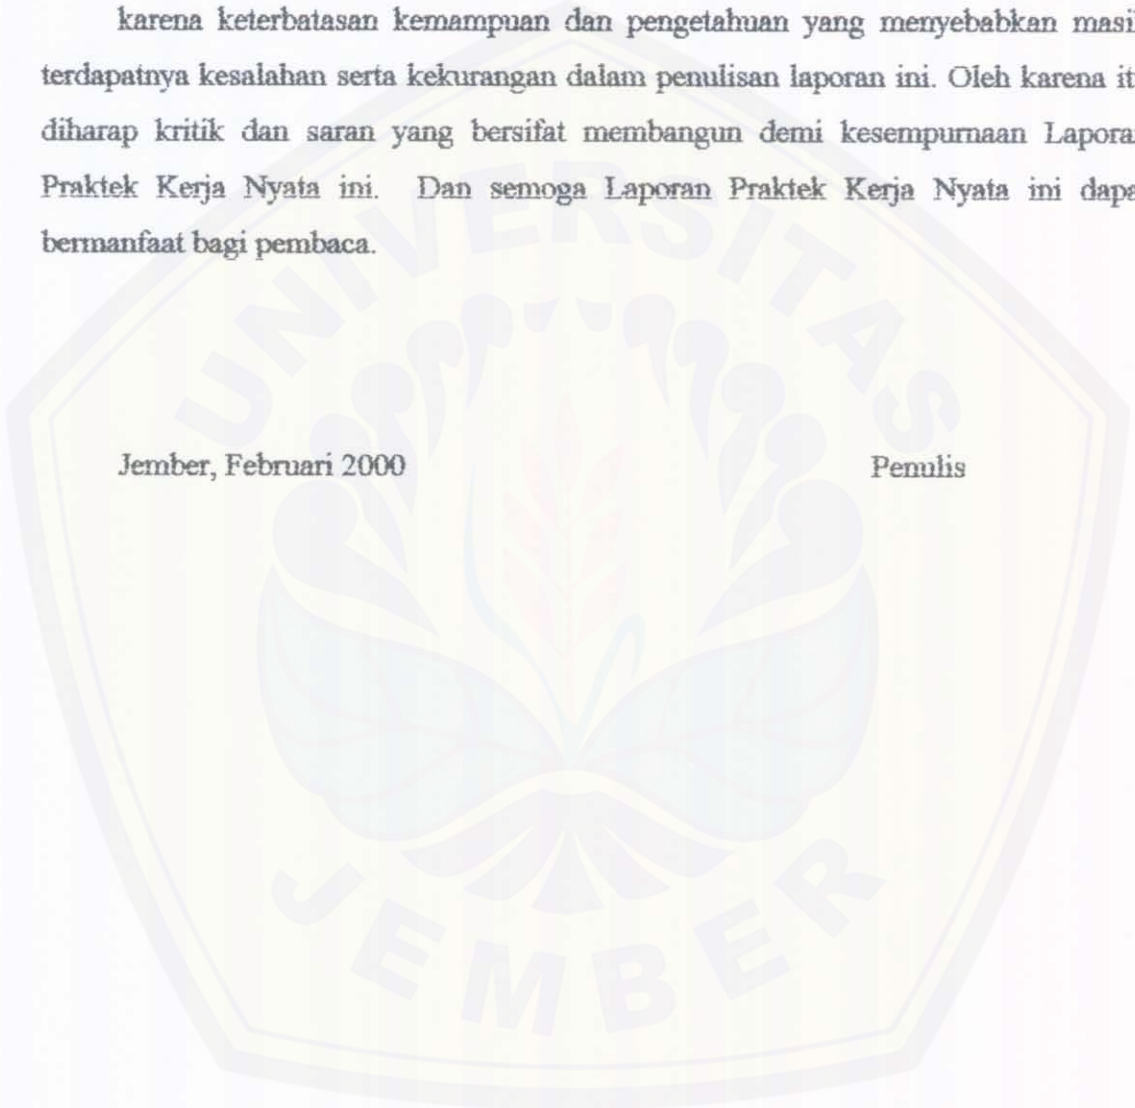 karena keterbatasan kemampuan dan pengetahuan yang menyebabkan masi
terdapatnya kesalahan serta kekurangan dalam penulisan laporan ini. Oleh karena it
diharap kritik dan saran yang bersifat membangun demi kesempurnaan Lapora
Praktek Kerja Nyata ini. Dan semoga Laporan Praktek Kerja Nyata ini dapa
bermanfaat bagi pembaca.
UNIVERSITAS
Jember, Februari 2000 Penulis
JEMBER